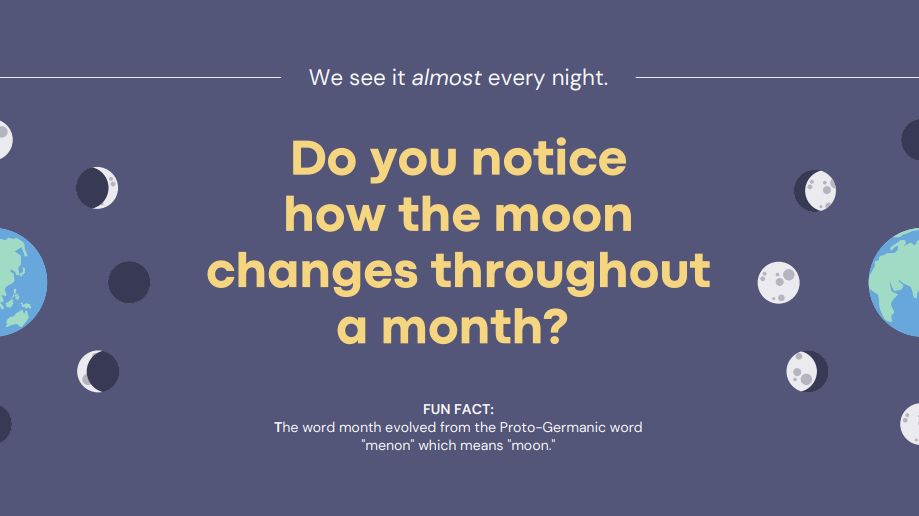 We see it almost every night.
Do you notice
how the moon
changes throughout
a month?
FUN FACT:
The word month evolved from the Proto-Germanic word
"menon" which means "moon."